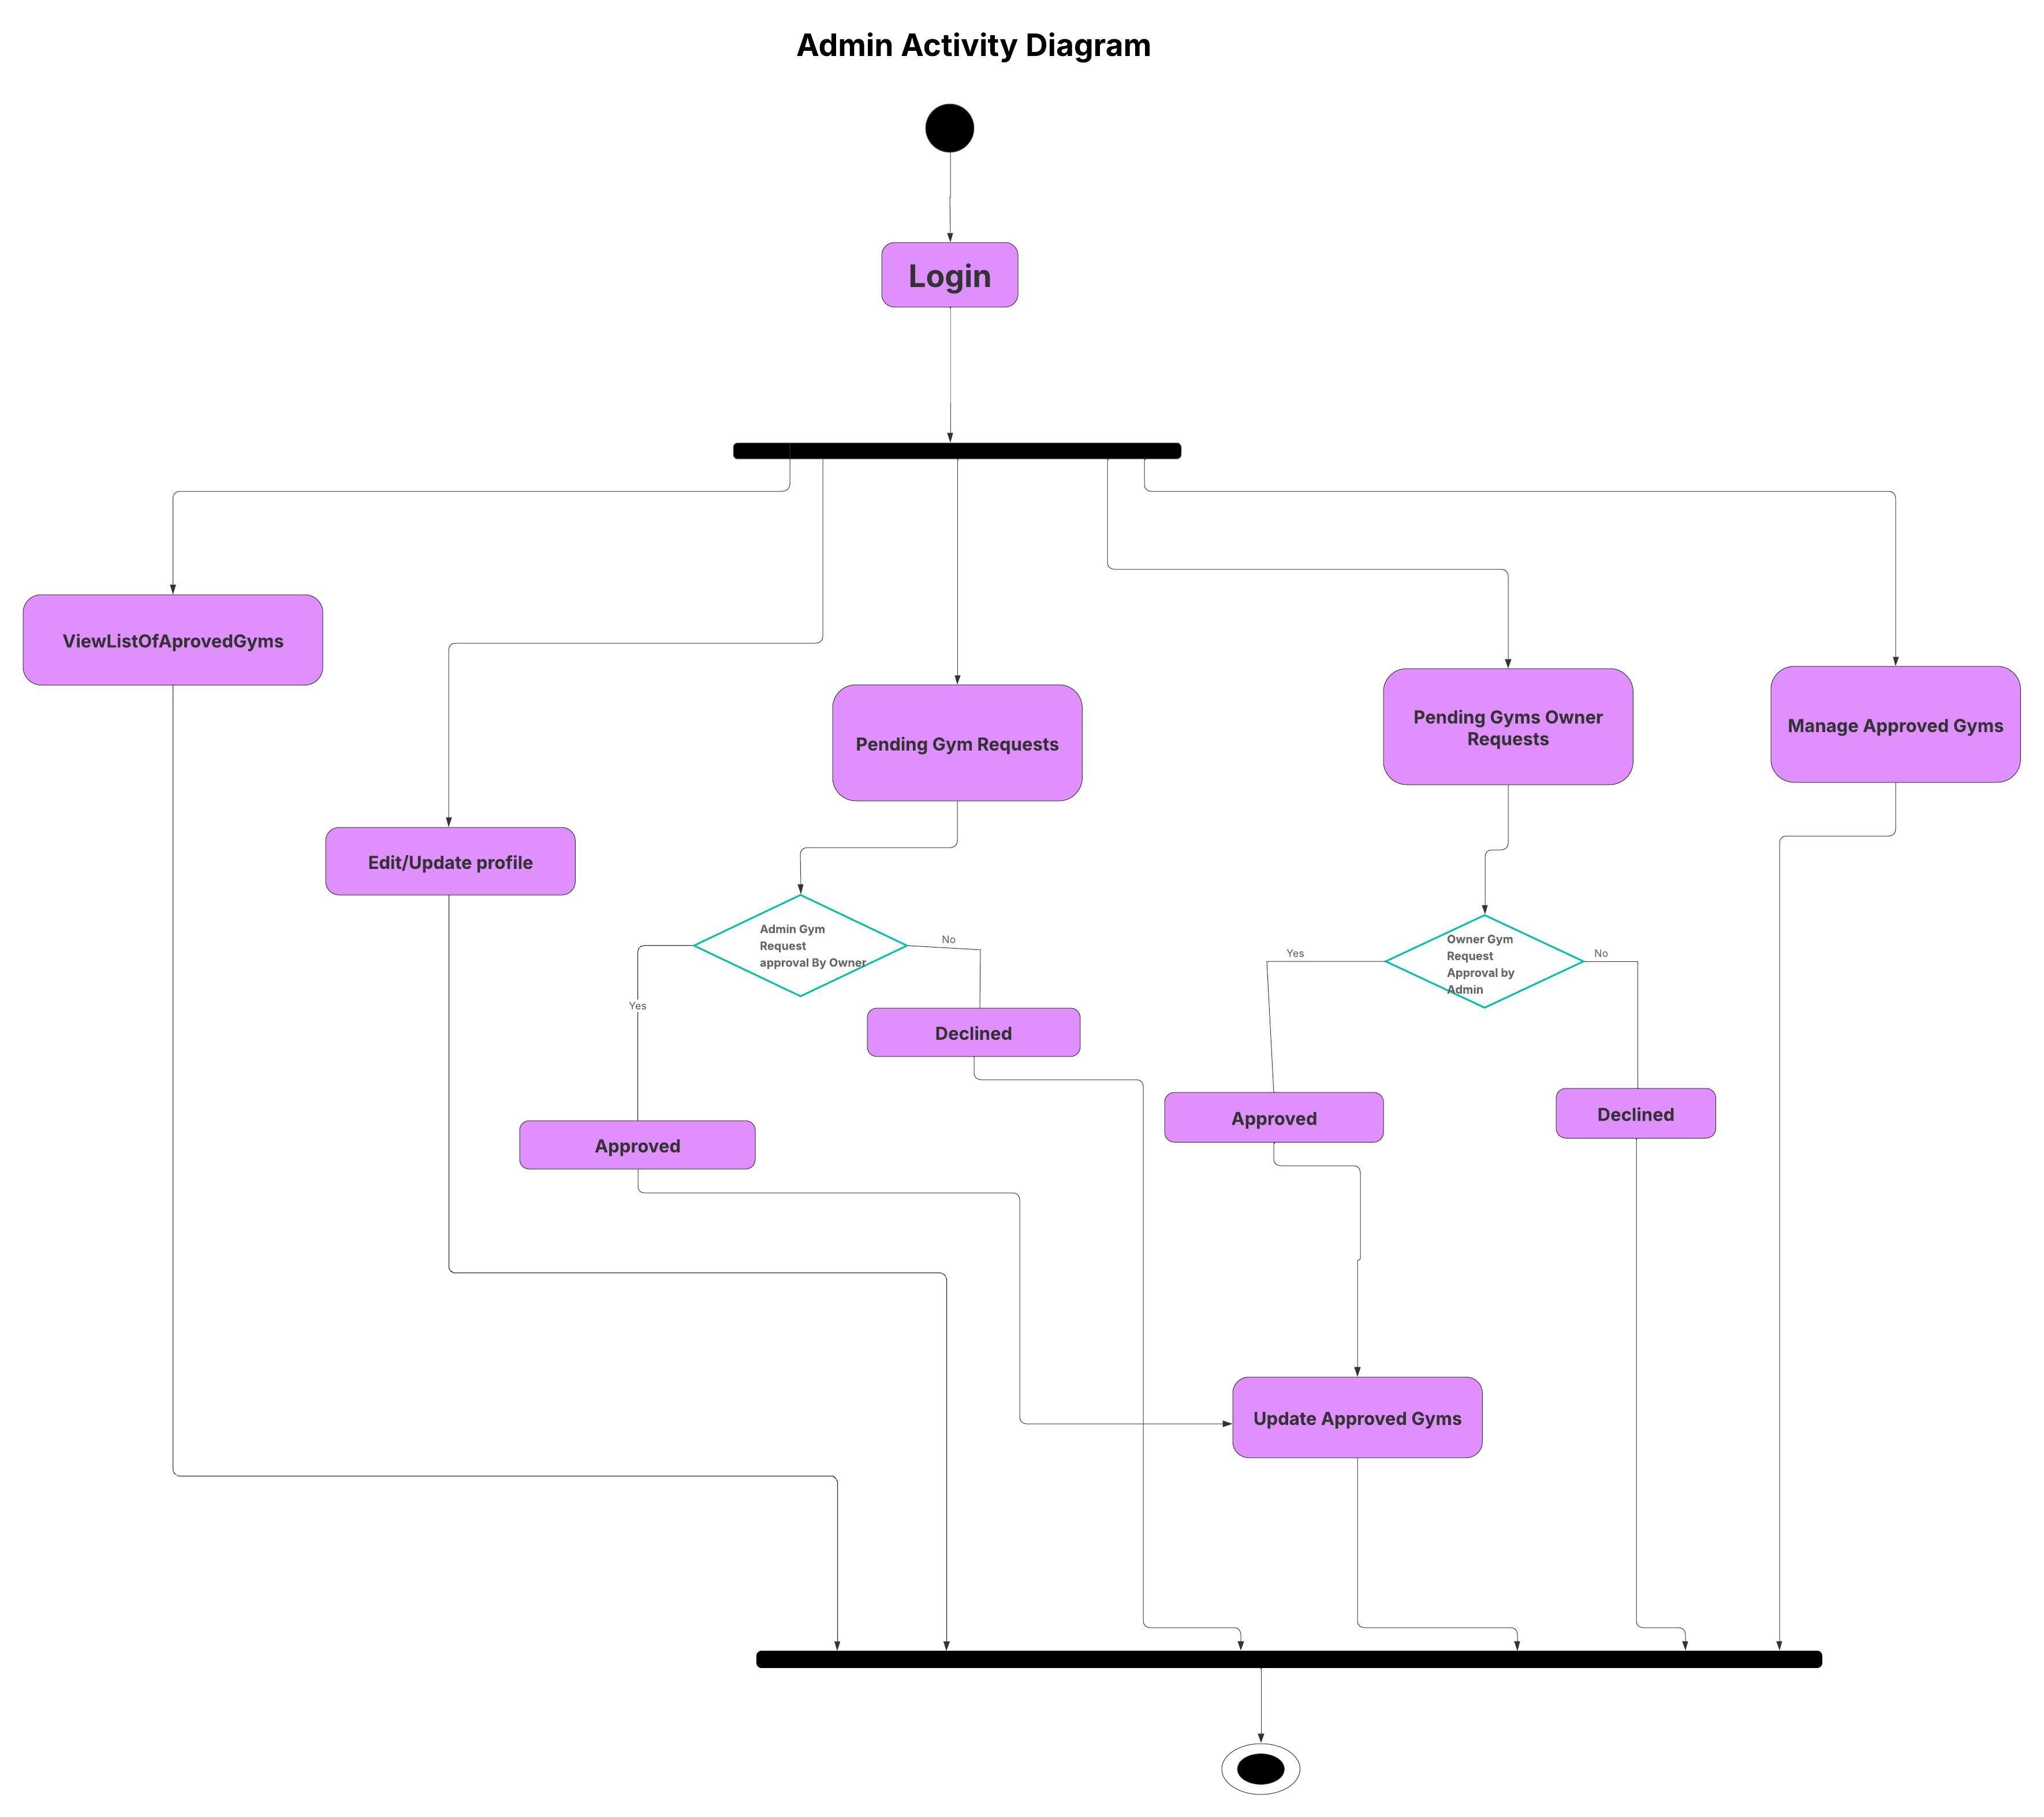 Admin Activity Diagram
Login
ViewListOfAprovedGyms
Pending Gyms Owner
Requests
Manage Approved Gyms
Pending Gym Requests
Edit/Update profile
Admin Gym
Request
approval By Owner
No
Yes
Owner Gym
Request
Approval by
Admin
Yes
No
Declined
Approved
Approved
Declined
Update Approved Gyms